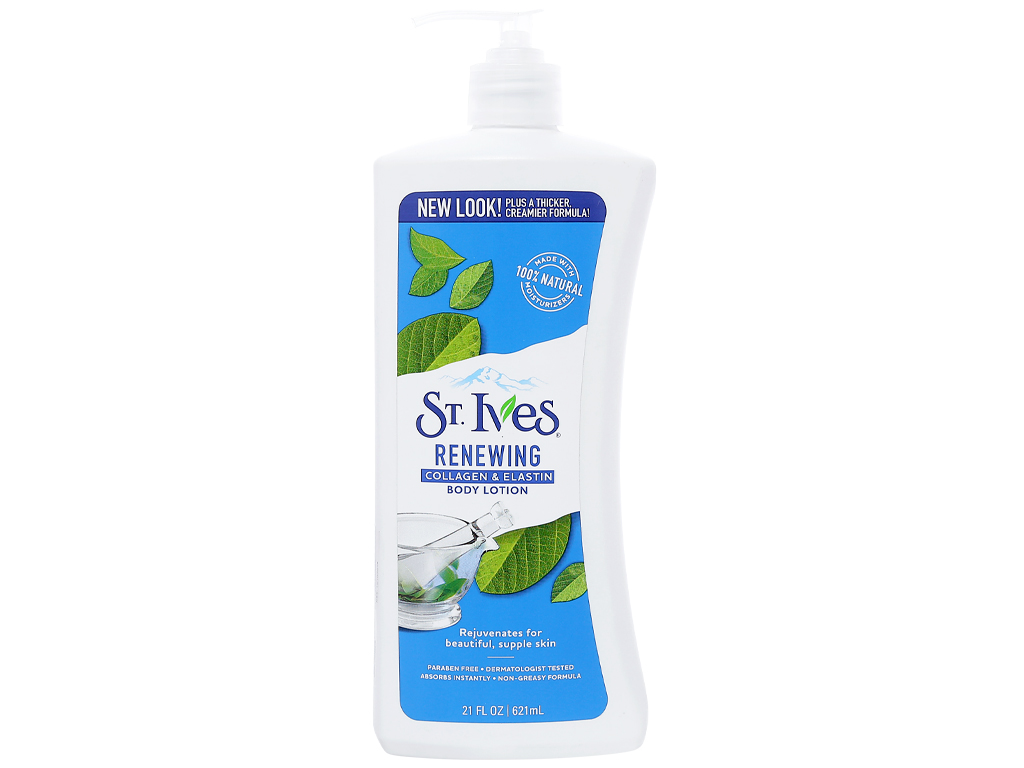 NEW LOOK! PLUS A THICKER,
CREAMIER FORMULA!
MADE WITH
100% NATURAL
MOISTURIZERS
ST. IVES®
RENEWING
COLLAGEN & ELASTIN
BODY LOTION
Rejuvenates for
beautiful, supple skin
PARABEN FREE • DERMATOLOGIST TESTED
ABSORBS INSTANTLY • NON-GREASY FORMULA
21 FL OZ | 621mL